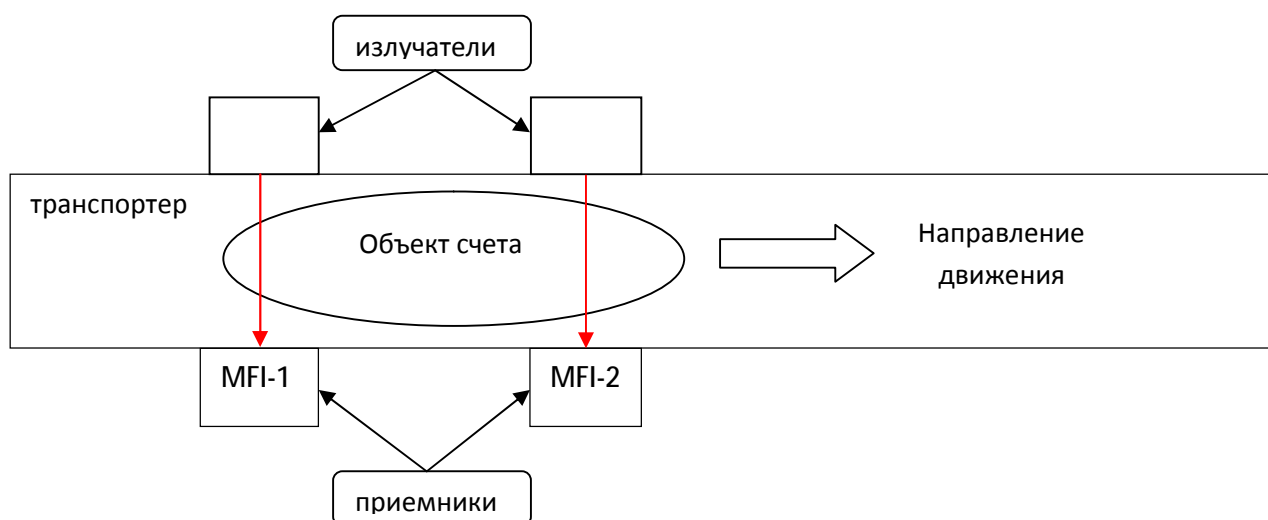 излучатели
транспортер
Объект счета
Направление
движения
MFI-1
MFI-2
приемники